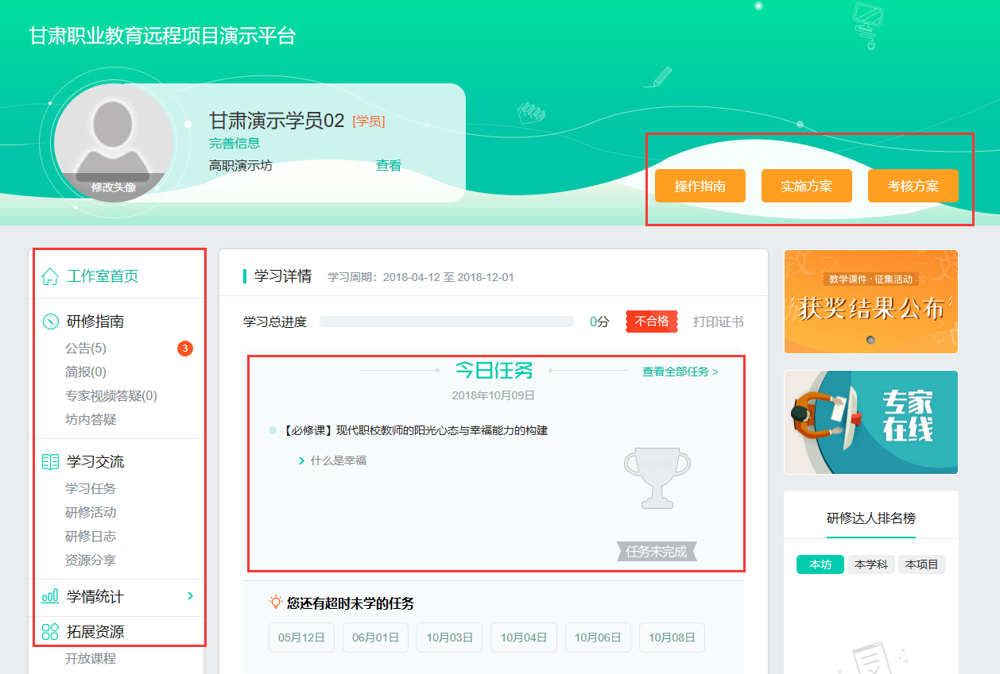 甘肃职业教育远程项目演示平台
甘肃演示学员02 [学员]
完善信息
高职演示坊 查看
修改头像
操作指南 实施方案 考核方案
工作室首页
研修指南
公告(5) 3
简报(0)
专家视频答疑(0)
坊内答疑
学习交流
学习任务
研修活动
研修日志
资源分享
学情统计
拓展资源
开放课程
学习详情 学习周期：2018-04-12 至 2018-12-01
学习总进度 0分 不合格 打印证书
今日任务 查看全部任务 >
2018年10月09日
【必修课】现代职校教师的阳光心态与幸福能力的构建
什么是幸福
任务未完成
您还有超时未学的任务
05月12日 06月01日 10月03日 10月04日 10月06日 10月08日
教学课件·征集活动
获奖结果公布
专家
在线
研修达人排名榜
本坊 本学科 本项目